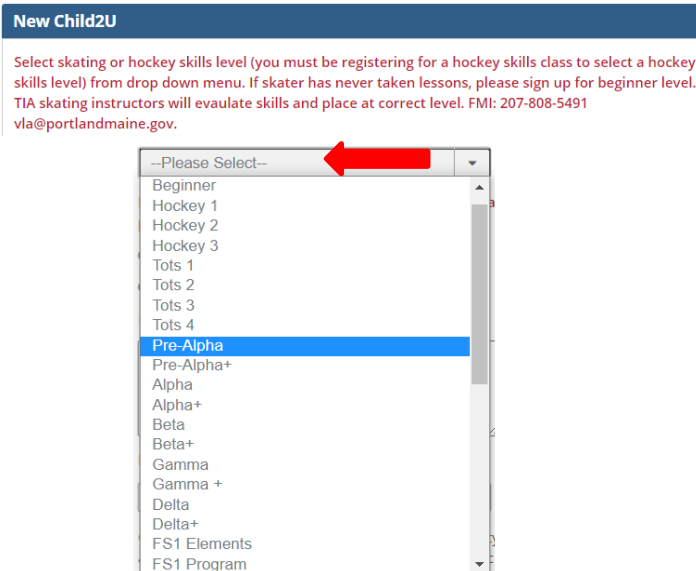 New Child2U
Select skating or hockey skills level (you must be registering for a hockey skills class to select a hockey
skills level) from drop down menu. If skater has never taken lessons, please sign up for beginner level.
TIA skating instructors will evaulate skills and place at correct level. FMI: 207-808-5491
vla@portlandmaine.gov.
--Please Select--
Beginner
Hockey 1
Hockey 2
Hockey 3
Tots 1
Tots 2
Tots 3
Tots 4
Pre-Alpha
Pre-Alpha+
Alpha
Alpha+
Beta
Beta+
Gamma
Gamma +
Delta
Delta+
FS1 Elements
FS1 Program